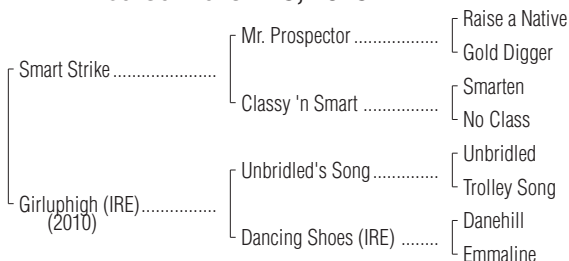 Raise a Native
Mr. Prospector ..................
Gold Digger
Smart Strike ......................
Smarten
Classy 'n Smart ................
No Class
Unbridled
Unbridled's Song ..............
Trolley Song
Girluphigh (IRE) ................
(2010)
Danehill
Dancing Shoes (IRE) ........
Emmaline